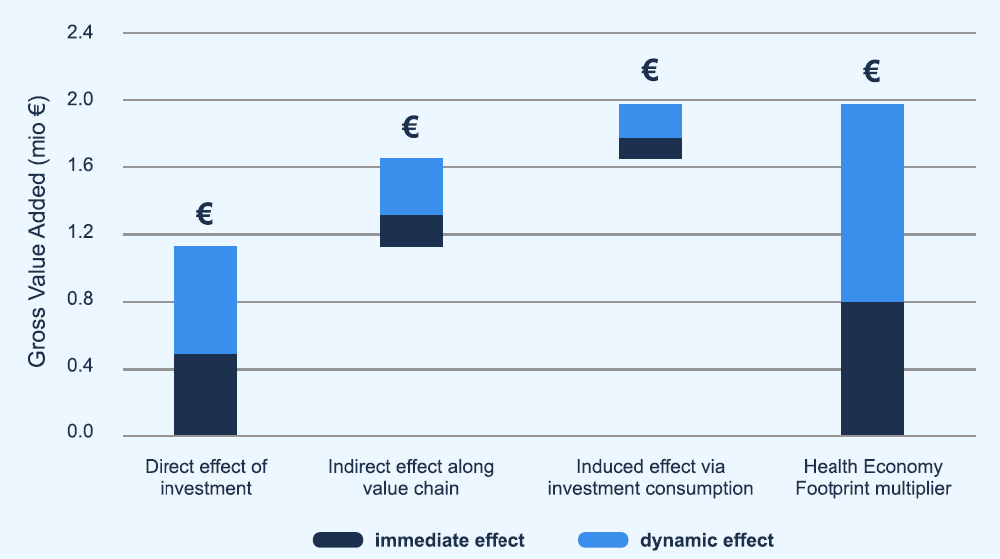 Gross Value Added (mio €)
2.4
2.0
1.6
1.2
0.8
0.4
0.0
€
€
€
€
Direct effect of
investment
Indirect effect along
value chain
Induced effect via
investment consumption
Health Economy
Footprint multiplier
immediate effect
dynamic effect